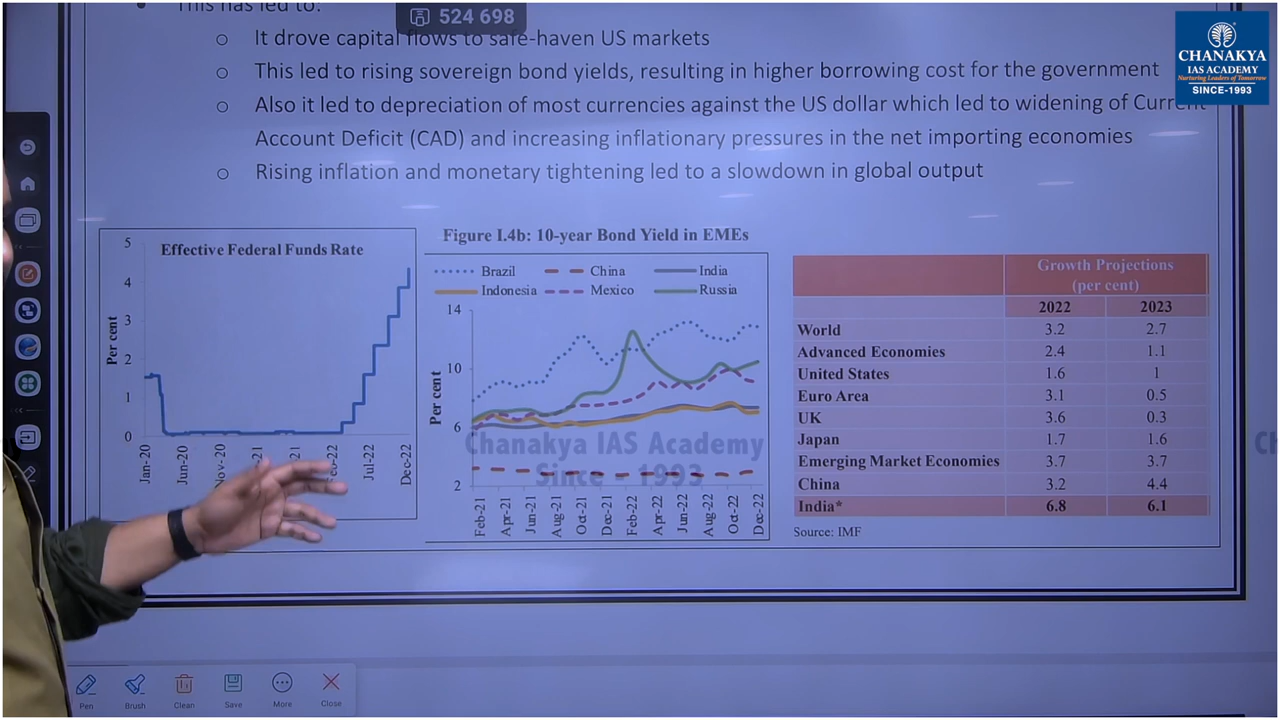 This has led to:
524 698
CHANAKYA
IAS ACADEMY
Nurturing Leaders of Tomorrow
SINCE-1993
It drove capital flows to safe-haven US markets
This led to rising sovereign bond yields, resulting in higher borrowing cost for the government
Also it led to depreciation of most currencies against the US dollar which led to widening of Current
Account Deficit (CAD) and increasing inflationary pressures in the net importing economies
Rising inflation and monetary tightening led to a slowdown in global output
Effective Federal Funds Rate
Per cent
5
4
3
2
1
0
Jan-20
Jun-20
Nov-20
-21
-21
-22
Jul-22
Dec-22
Figure I.4b: 10-year Bond Yield in EMEs
Brazil China India
Indonesia Mexico Russia
Per cent
14
10
6
2
Feb-21
Apr-21
Jun-21
Aug-21
Oct-21
Dec-21
Feb-22
Apr-22
Jun-22
Aug-22
Oct-22
Dec-22
Chanakya IAS Academy
Since - 1993
Growth Projections
(per cent)
2022 2023
World 3.2 2.7
Advanced Economies 2.4 1.1
United States 1.6 1
Euro Area 3.1 0.5
UK 3.6 0.3
Japan 1.7 1.6
Emerging Market Economies 3.7 3.7
China 3.2 4.4
India* 6.8 6.1
Source: IMF
Pen
Brush
Clean
Save
More
Close